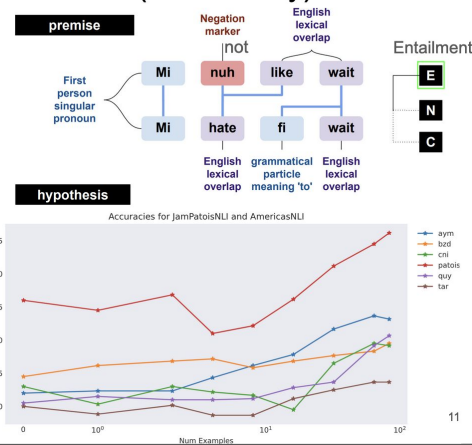 premise
Negation
marker
not
English
lexical
overlap
Entailment
First
person
singular
pronoun
Mi
nuh
like
wait
Mi
hate
fi
wait
E
N
C
English
lexical
overlap
grammatical
particle
meaning 'to'
English
lexical
overlap
hypothesis
Accuracies for JamPatoisNLI and AmericasNLI
aym
bzd
cni
patois
quy
tar
0
10⁰
10¹
10²
Num Examples
11